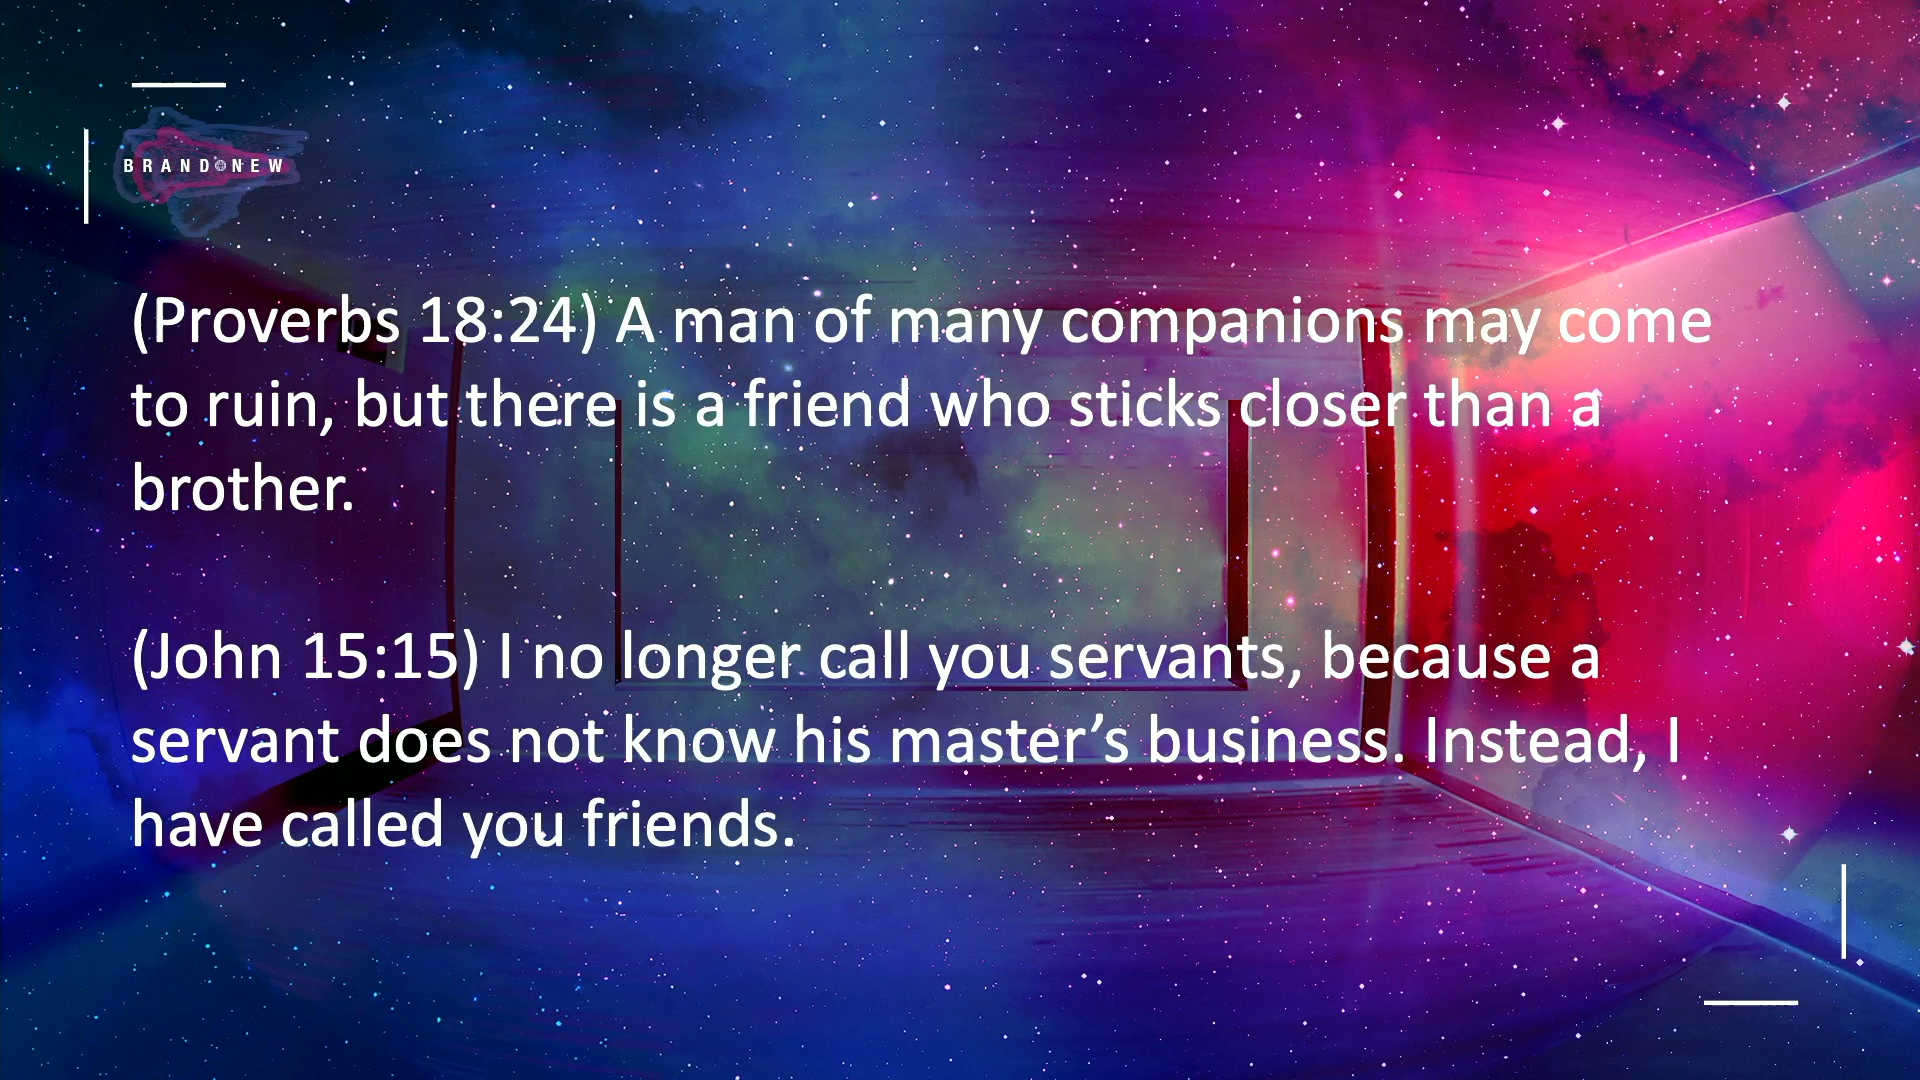 BRAND NEW
(Proverbs 18:24) A man of many companions may come
to ruin, but there is a friend who sticks closer than a
brother.
(John 15:15) I no longer call you servants, because a
servant does not know his master’s business. Instead, I
have called you friends.